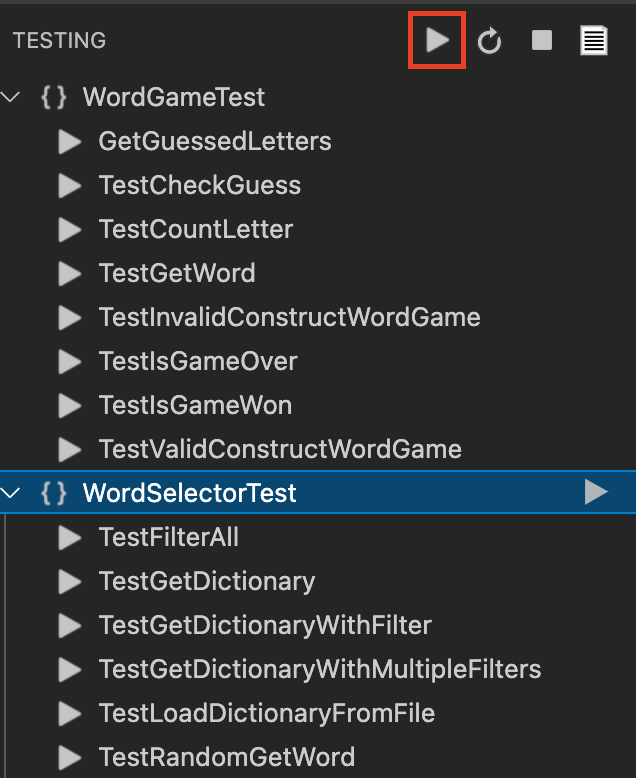 TESTING
{} WordGameTest
GetGuessedLetters
TestCheckGuess
TestCountLetter
TestGetWord
TestInvalidConstructWordGame
TestIsGameOver
TestIsGameWon
TestValidConstructWordGame
{} WordSelectorTest
TestFilterAll
TestGetDictionary
TestGetDictionaryWithFilter
TestGetDictionaryWithMultipleFilters
TestLoadDictionaryFromFile
TestRandomGetWord